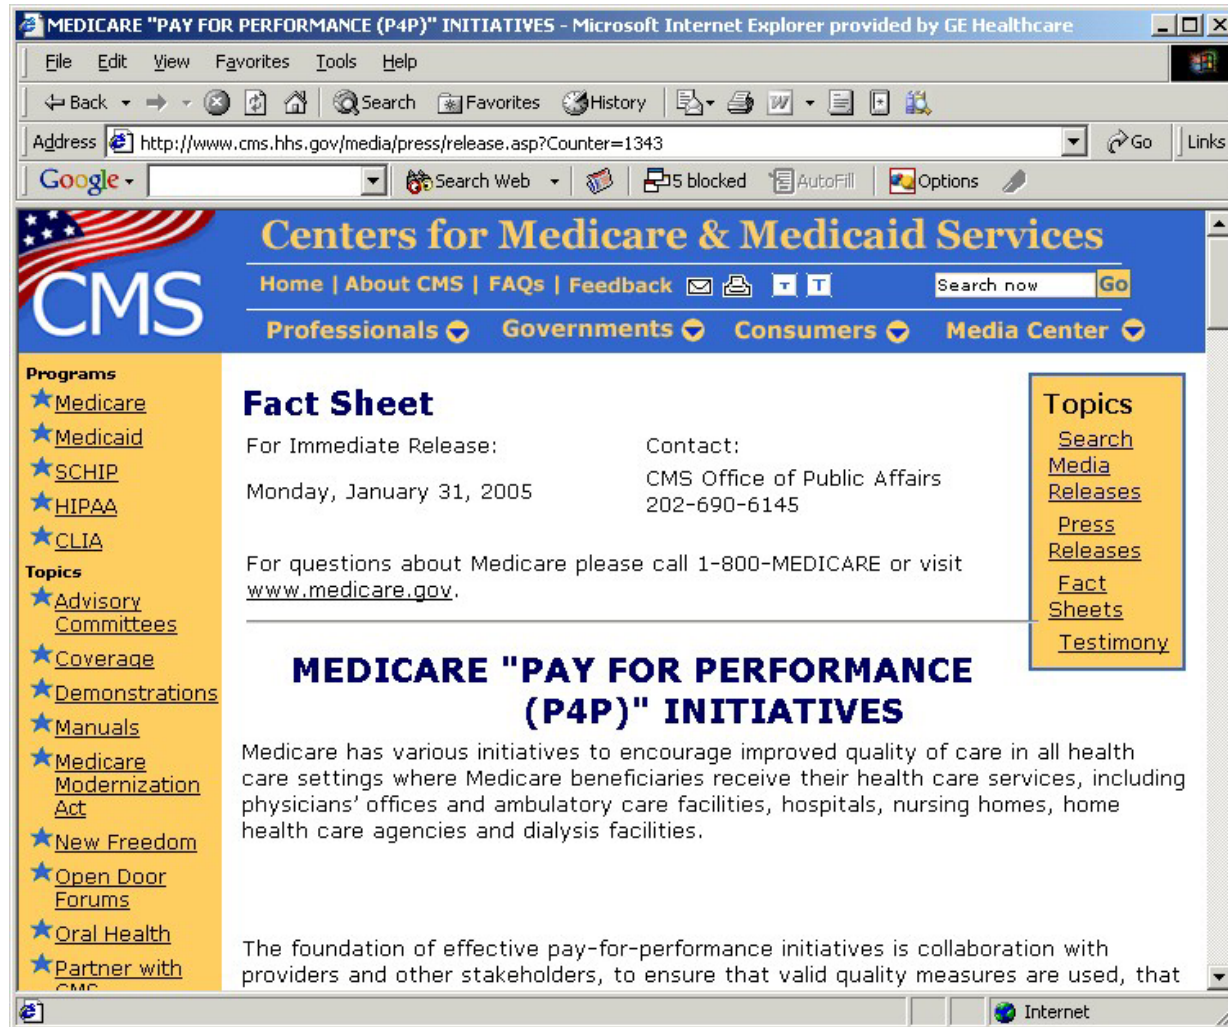 MEDICARE "PAY FOR PERFORMANCE (P4P)" INITIATIVES - Microsoft Internet Explorer provided by GE Healthcare
File Edit View Favorites Tools Help
Back Search Favorites History
Address http://www.cms.hhs.gov/media/press/release.asp?Counter=1343 Go Links
Google Search Web 5 blocked AutoFill Options
CMS
Centers for Medicare & Medicaid Services
Home | About CMS | FAQs | Feedback T T Search now Go
Professionals Governments Consumers Media Center
Programs
Medicare
Medicaid
SCHIP
HIPAA
CLIA
Topics
Advisory
Committees
Coverage
Demonstrations
Manuals
Medicare
Modernization
Act
New Freedom
Open Door
Forums
Oral Health
Partner with
CMS
Fact Sheet
For Immediate Release: Contact:
Monday, January 31, 2005 CMS Office of Public Affairs
202-690-6145
For questions about Medicare please call 1-800-MEDICARE or visit
www.medicare.gov.
Topics
Search
Media
Releases
Press
Releases
Fact
Sheets
Testimony
MEDICARE "PAY FOR PERFORMANCE
(P4P)" INITIATIVES
Medicare has various initiatives to encourage improved quality of care in all health
care settings where Medicare beneficiaries receive their health care services, including
physicians' offices and ambulatory care facilities, hospitals, nursing homes, home
health care agencies and dialysis facilities.
The foundation of effective pay-for-performance initiatives is collaboration with
providers and other stakeholders, to ensure that valid quality measures are used, that
Internet